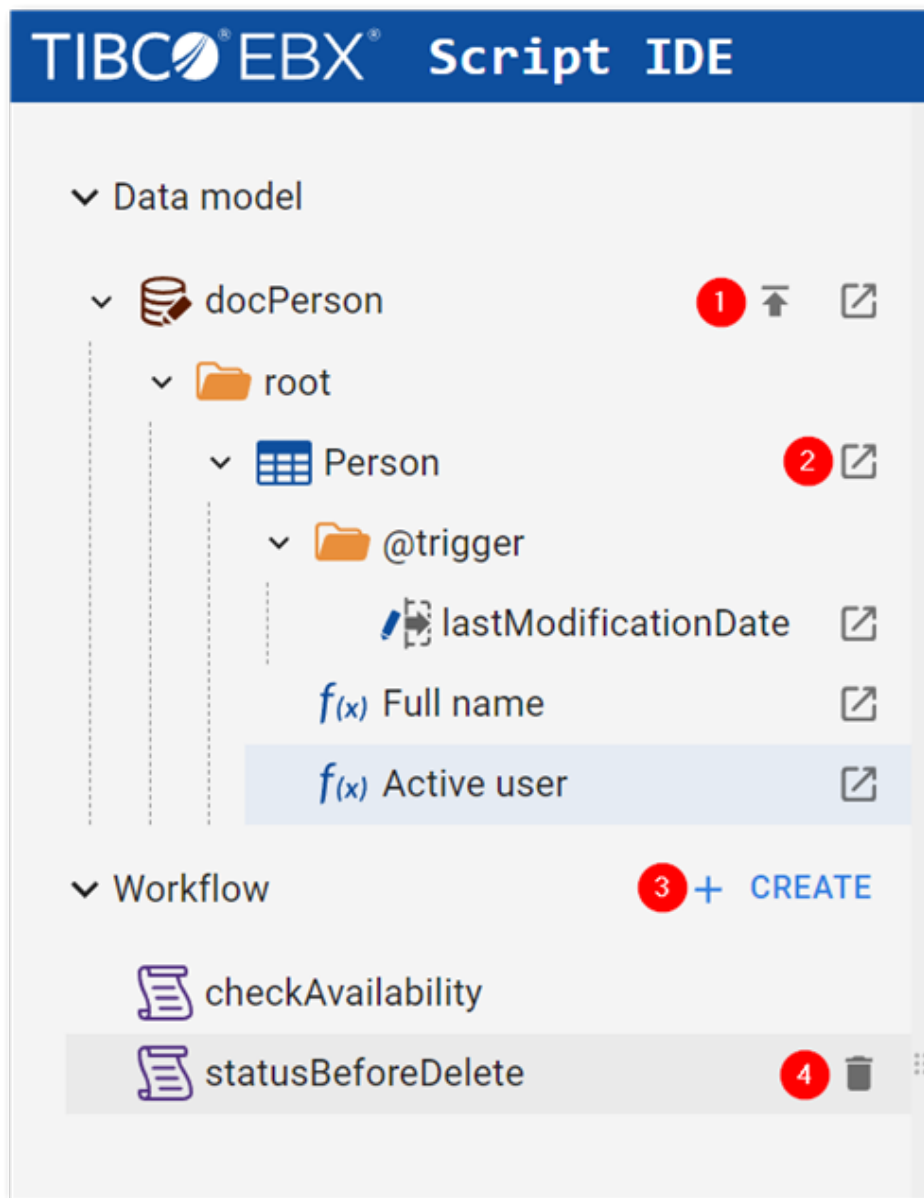 TIBCO® EBX® Script IDE
Data model
docPerson 1
root
Person 2
@trigger
lastModificationDate
f(x) Full name
f(x) Active user
Workflow 3 + CREATE
checkAvailability
statusBeforeDelete 4